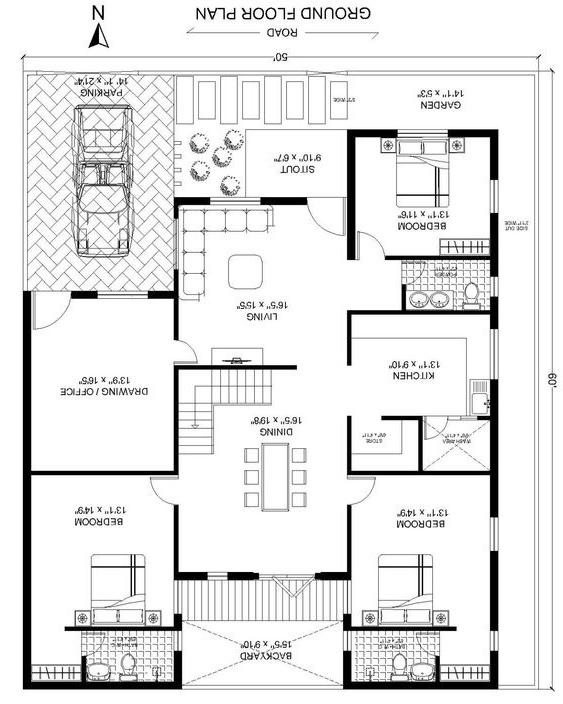 GROUND FLOOR PLAN
N
ROAD
50'
PARKING
14'1" x 21'4"
5'3" WIDE
GARDEN
14'1" x 5'3"
SITOUT
9'10" x 6'7"
BEDROOM
13'1" x 11'6"
SIDE OUT
3'11" WIDE
POWDER
LIVING
16'5" x 15'5"
KITCHEN
13'1" x 9'10"
DRAWING / OFFICE
13'9" x 16'5"
60'
DINING
16'5" x 19'8"
STORE
WASH AREA
BEDROOM
13'1" x 14'9"
BEDROOM
13'1" x 14'9"
BACKYARD
15'5" x 9'10"